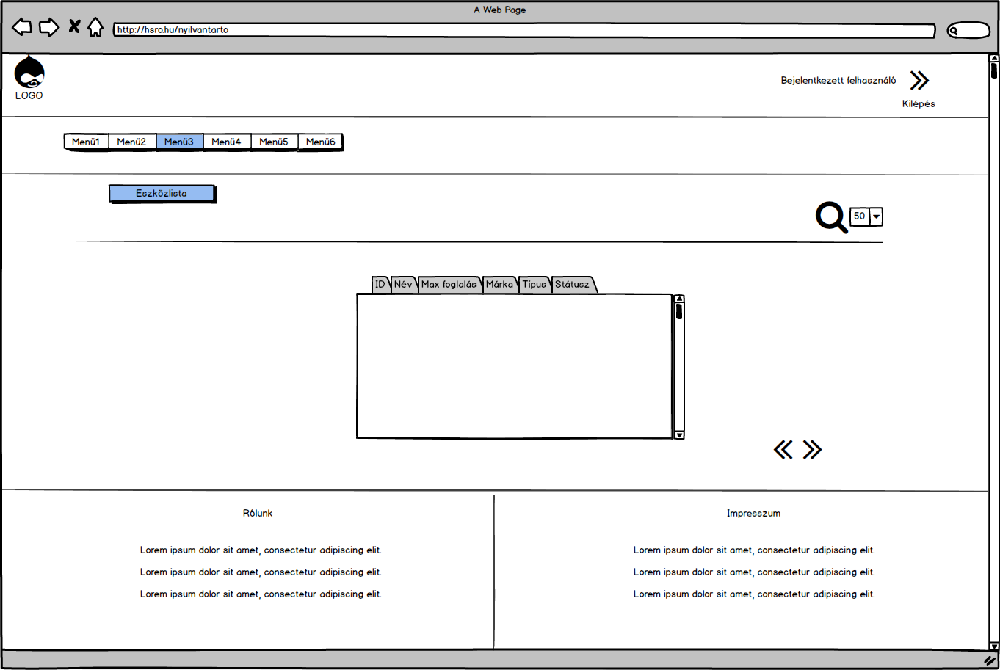 A Web Page
http://hsro.hu/nyilvantarto
LOGO
Bejelentkezett felhasználó
Kilépés
Menü1 Menü2 Menü3 Menü4 Menü5 Menü6
Eszközlista
50
ID Név Max foglalás Márka Típus Státusz
Rólunk
Lorem ipsum dolor sit amet, consectetur adipiscing elit.
Lorem ipsum dolor sit amet, consectetur adipiscing elit.
Lorem ipsum dolor sit amet, consectetur adipiscing elit.
Impresszum
Lorem ipsum dolor sit amet, consectetur adipiscing elit.
Lorem ipsum dolor sit amet, consectetur adipiscing elit.
Lorem ipsum dolor sit amet, consectetur adipiscing elit.